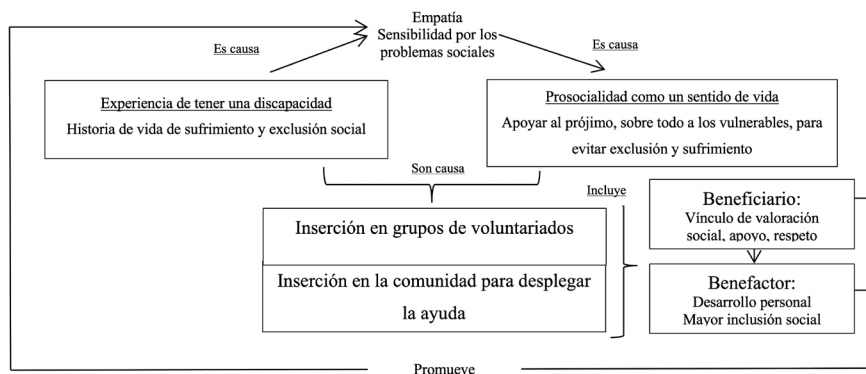 Empatía
Sensibilidad por los
problemas sociales
Es causa
Es causa
Experiencia de tener una discapacidad
Historia de vida de sufrimiento y exclusión social
Prosocialidad como un sentido de vida
Apoyar al prójimo, sobre todo a los vulnerables, para
evitar exclusión y sufrimiento
Son causa
Inserción en grupos de voluntariados
Inserción en la comunidad para desplegar
la ayuda
Incluye
Beneficiario:
Vínculo de valoración
social, apoyo, respeto
Benefactor:
Desarrollo personal
Mayor inclusión social
Promueve